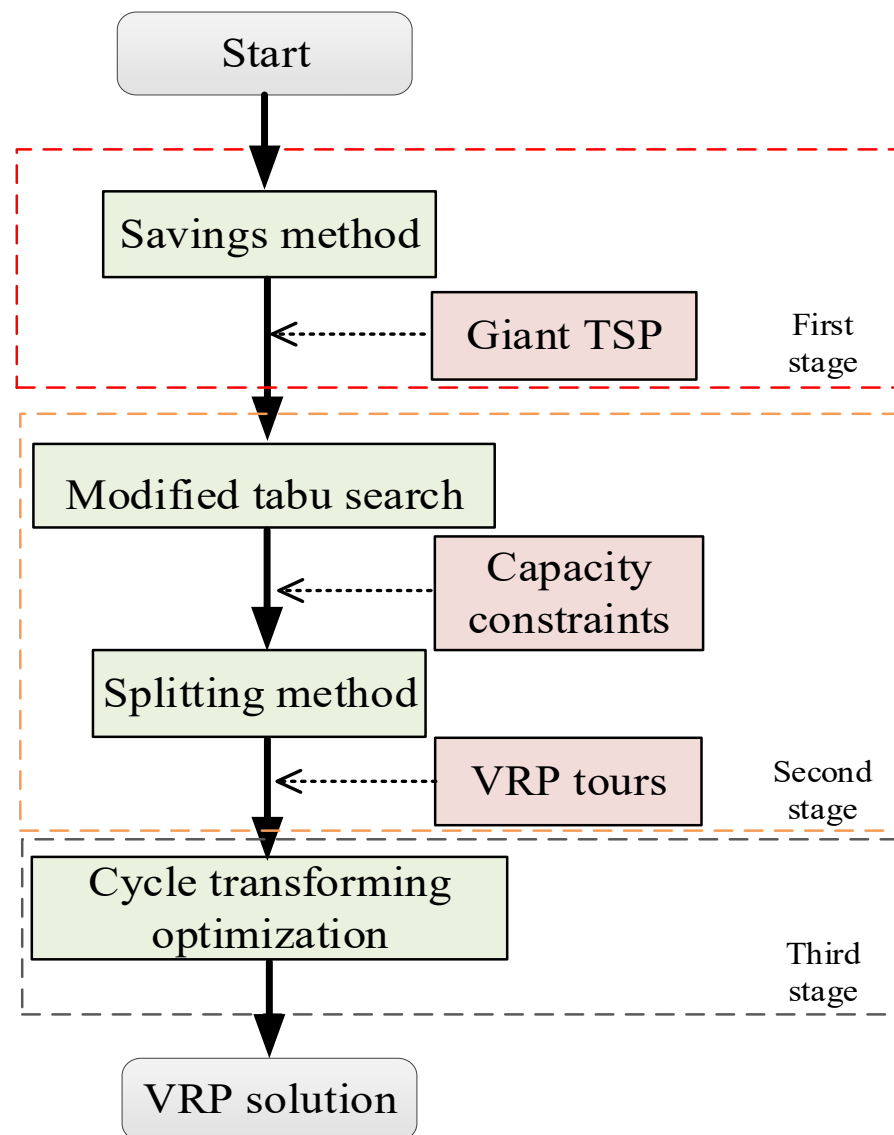 Start
Savings method
Giant TSP
First
stage
Modified tabu search
Capacity
constraints
Splitting method
VRP tours
Second
stage
Cycle transforming
optimization
Third
stage
VRP solution